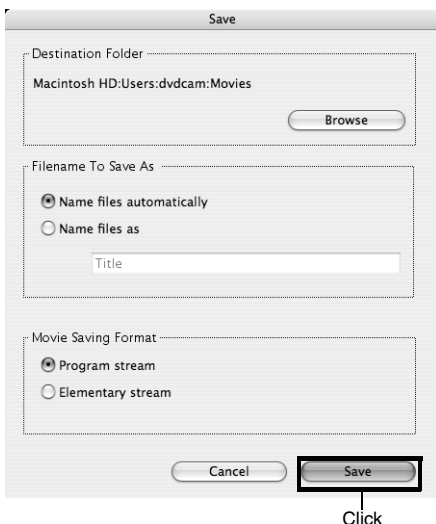 Save
Destination Folder
Macintosh HD:Users:dvdcam:Movies
Browse
Filename To Save As
Name files automatically
Name files as
Title
Movie Saving Format
Program stream
Elementary stream
Cancel
Save
Click